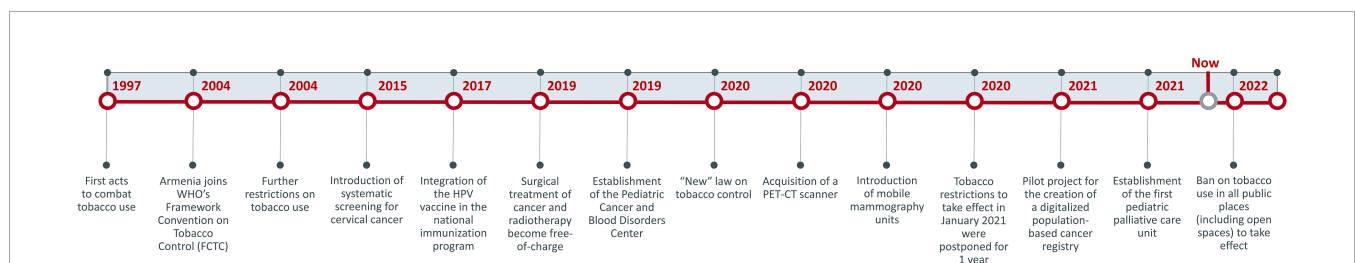 Now
1997
2004
2004
2015
2017
2019
2019
2020
2020
2020
2020
2021
2021
2022
First acts
to combat
tobacco use
Armenia joins
WHO's
Framework
Convention on
Tobacco
Control (FCTC)
Further
restrictions on
tobacco use
Introduction of
systematic
screening for
cervical cancer
Integration of
the HPV
vaccine in the
national
immunization
program
Surgical
treatment of
cancer and
radiotherapy
become free-
of-charge
Establishment
of the Pediatric
Cancer and
Blood Disorders
Center
“New” law on
tobacco control
Acquisition of a
PET-CT scanner
Introduction
of mobile
mammography
units
Tobacco
restrictions to
take effect in
January 2021
were
postponed for
1 year
Pilot project for
the creation of
a digitalized
population-
based cancer
registry
Establishment
of the first
pediatric
palliative care
unit
Ban on tobacco
use in all public
places
(including open
spaces) to take
effect